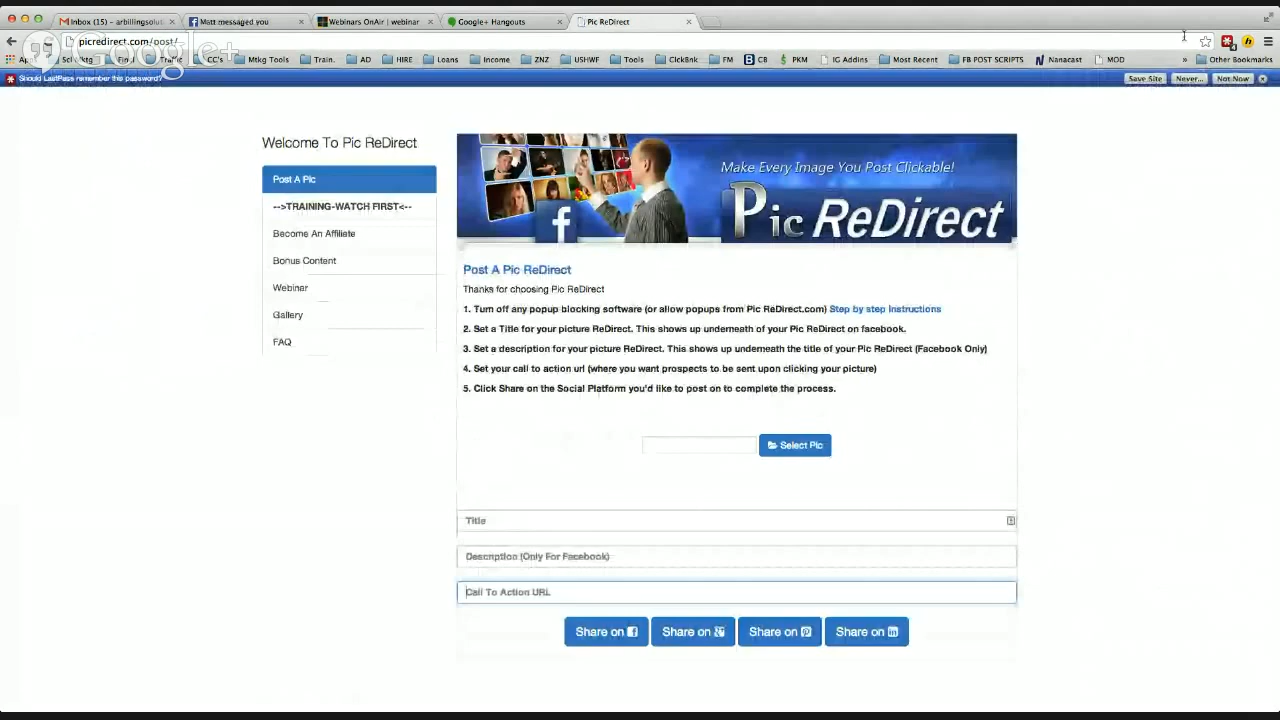 Inbox (15) – arbillingsolut
Matt messaged you
Webinars OnAir | webinar
Google+ Hangouts
Pic ReDirect
picredirect.com/post/
Google+
CC's
Mktg Tools
Train.
AD
HIRE
Loans
Income
ZNZ
USHWF
Tools
ClckBnk
FM
CB
PKM
IG Addins
Most Recent
FB POST SCRIPTS
Nanacast
MOD
»
Other Bookmarks
Should LastPass remember this password?
Save Site
Never...
Not Now
Welcome To Pic ReDirect
Post A Pic
-->TRAINING-WATCH FIRST<--
Become An Affiliate
Bonus Content
Webinar
Gallery
FAQ
Make Every Image You Post Clickable!
f
Pic ReDirect
Post A Pic ReDirect
Thanks for choosing Pic ReDirect
1. Turn off any popup blocking software (or allow popups from Pic ReDirect.com) Step by step Instructions
2. Set a Title for your picture ReDirect. This shows up underneath of your Pic ReDirect on facebook.
3. Set a description for your picture ReDirect. This shows up underneath the title of your Pic ReDirect (Facebook Only)
4. Set your call to action url (where you want prospects to be sent upon clicking your picture)
5. Click Share on the Social Platform you'd like to post on to complete the process.
Select Pic
Title
Description (Only For Facebook)
Call To Action URL
Share on
Share on
Share on
Share on